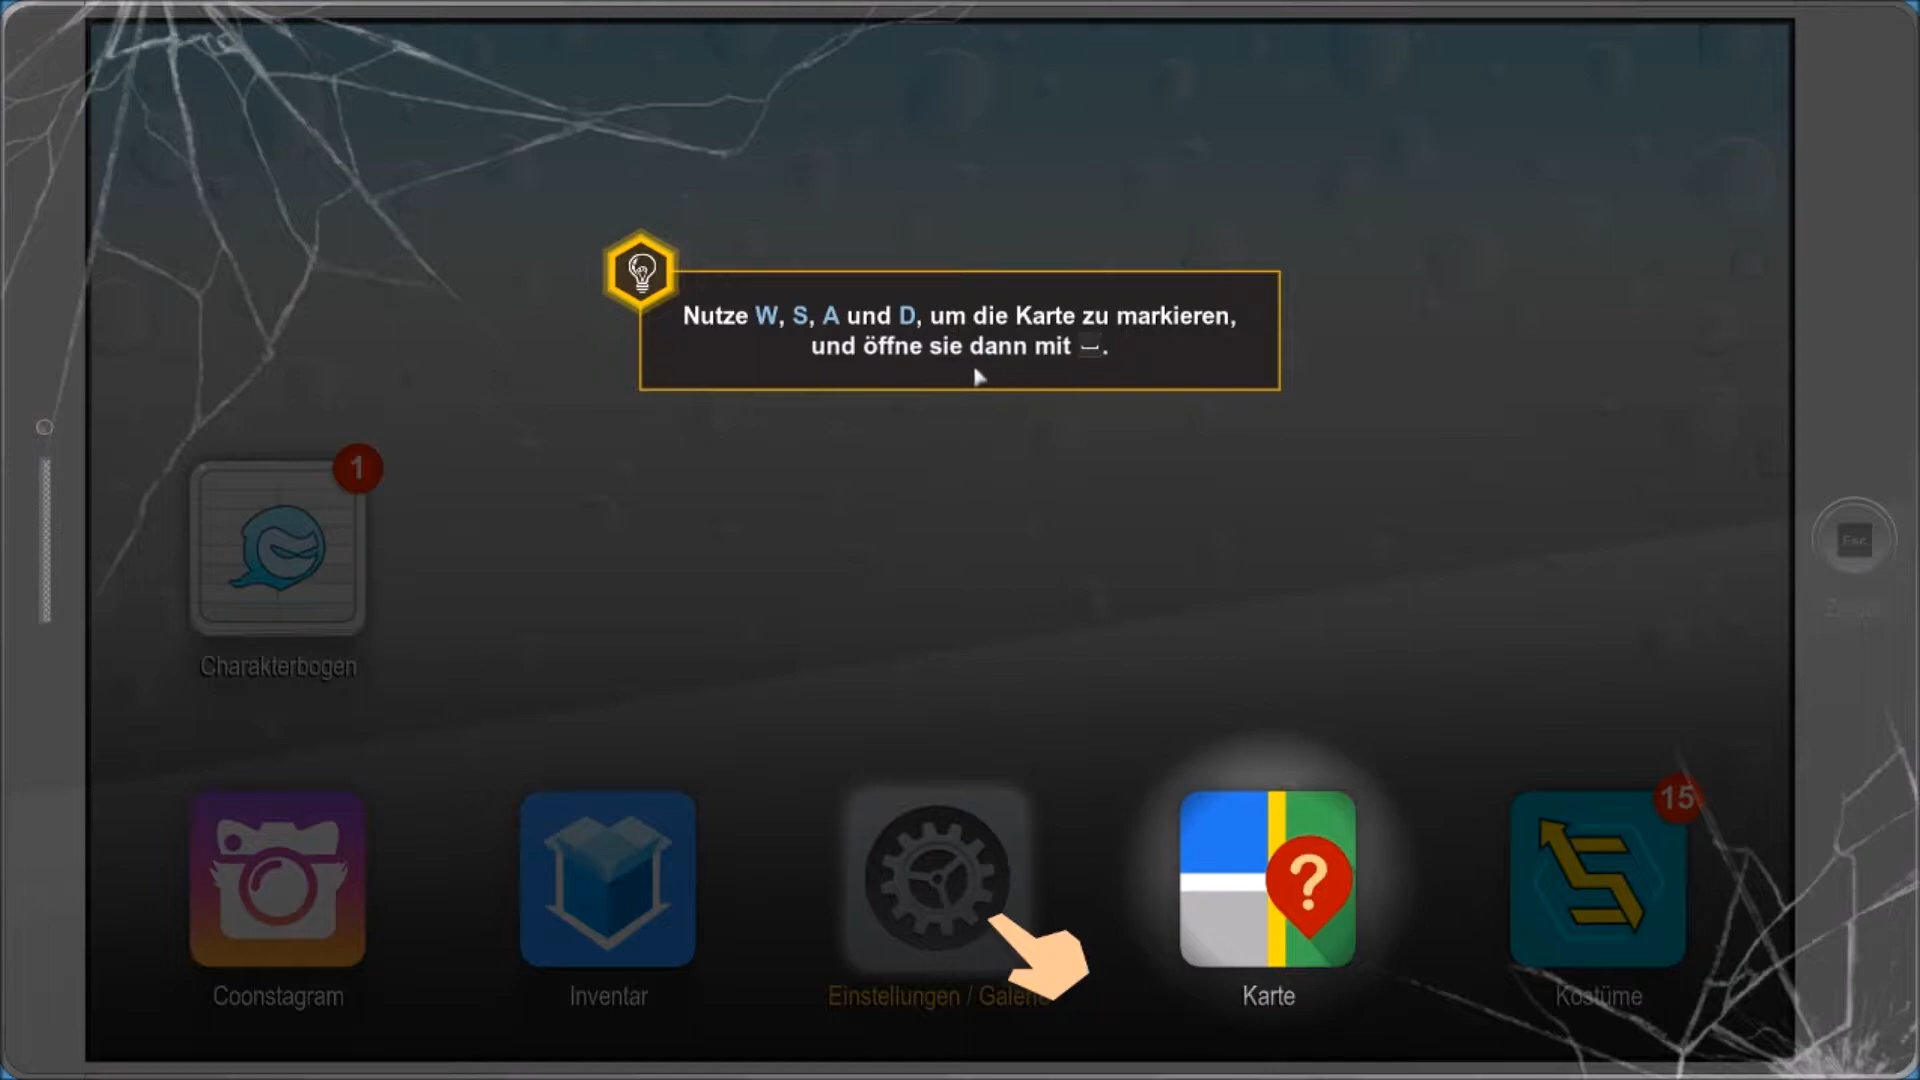 Nutze W, S, A und D, um die Karte zu markieren,
und öffne sie dann mit ⎵.
1
Charakterbogen
Esc
15
Coonstagram
Inventar
Einstellungen / Galerie
Karte
Kostüme